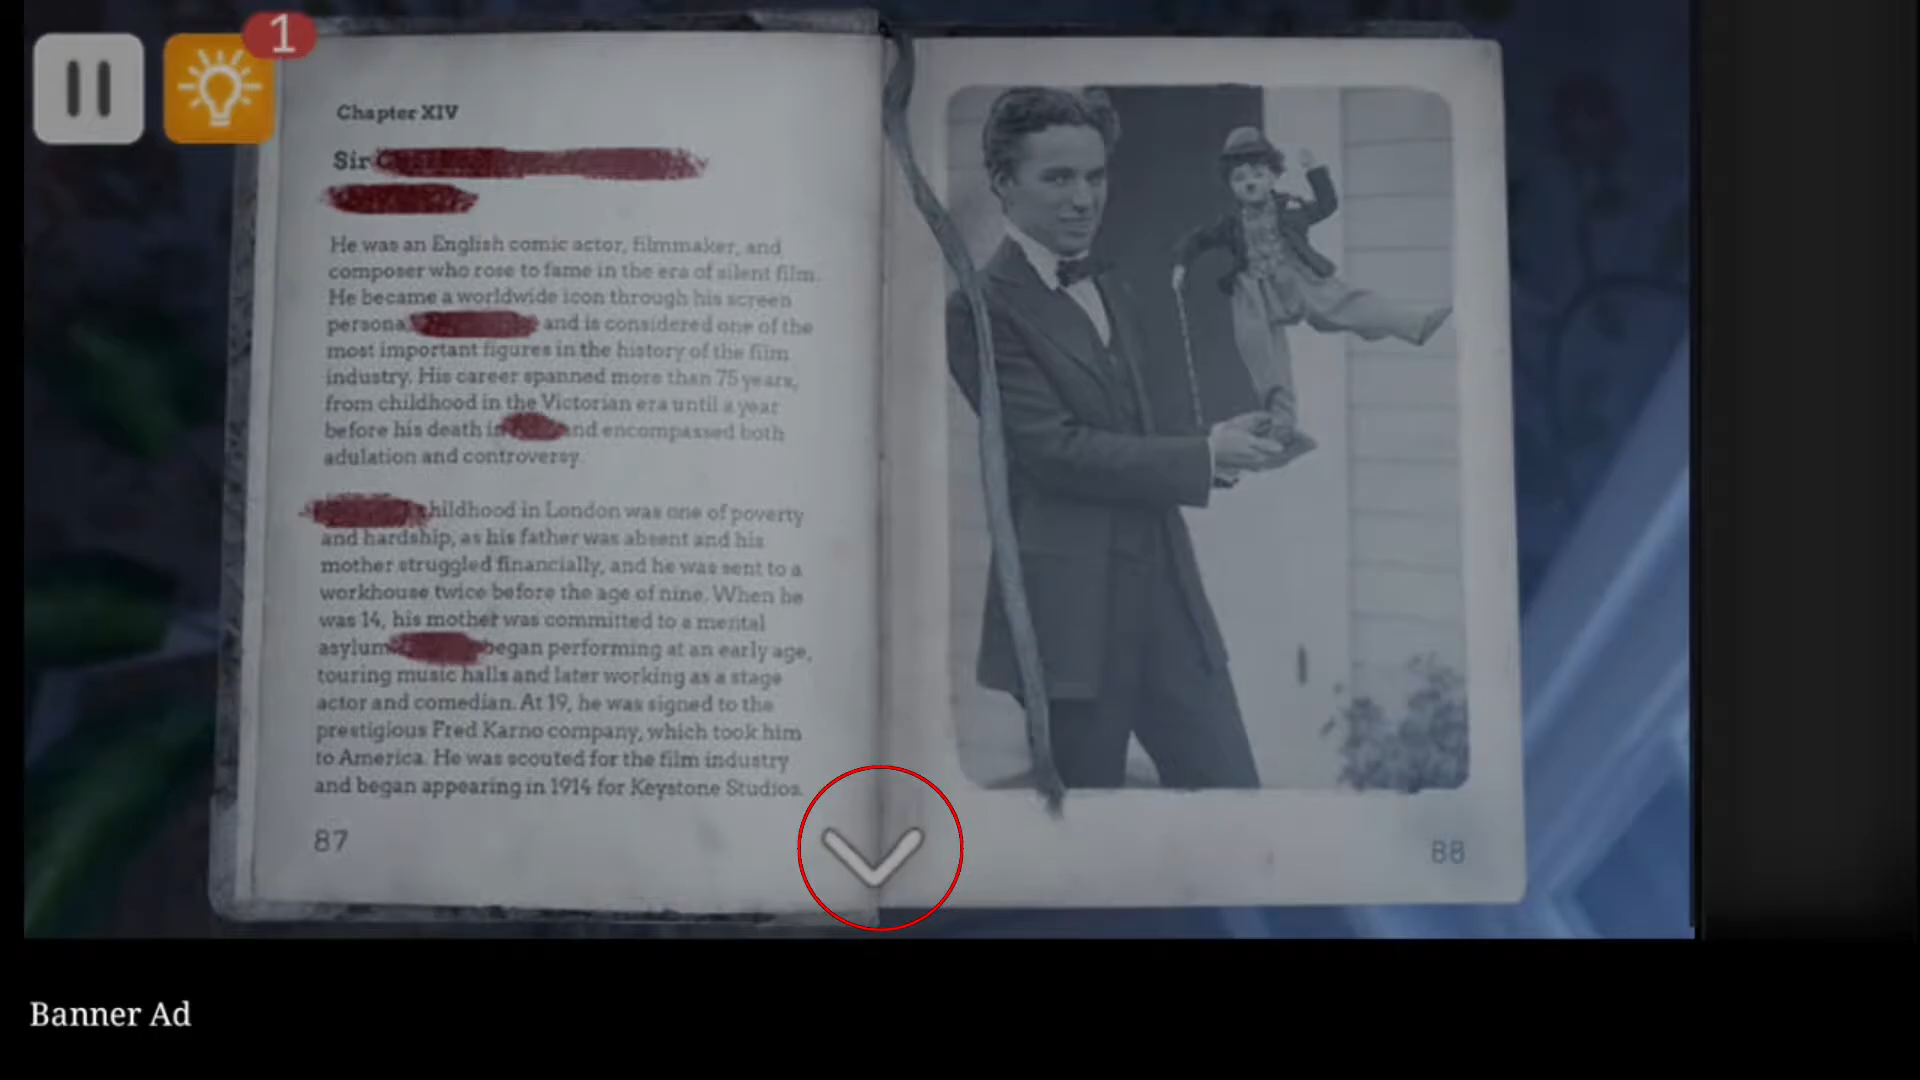 1
Chapter XIV
Sir
He was an English comic actor, filmmaker, and
composer who rose to fame in the era of silent film.
He became a worldwide icon through his screen
persona and is considered one of the
most important figures in the history of the film
industry. His career spanned more than 75 years,
from childhood in the Victorian era until a year
before his death in and encompassed both
adulation and controversy.
childhood in London was one of poverty
and hardship, as his father was absent and his
mother struggled financially, and he was sent to a
workhouse twice before the age of nine. When he
was 14, his mother was committed to a mental
asylum began performing at an early age,
touring music halls and later working as a stage
actor and comedian. At 19, he was signed to the
prestigious Fred Karno company, which took him
to America. He was scouted for the film industry
and began appearing in 1914 for Keystone Studios.
87
88
Banner Ad